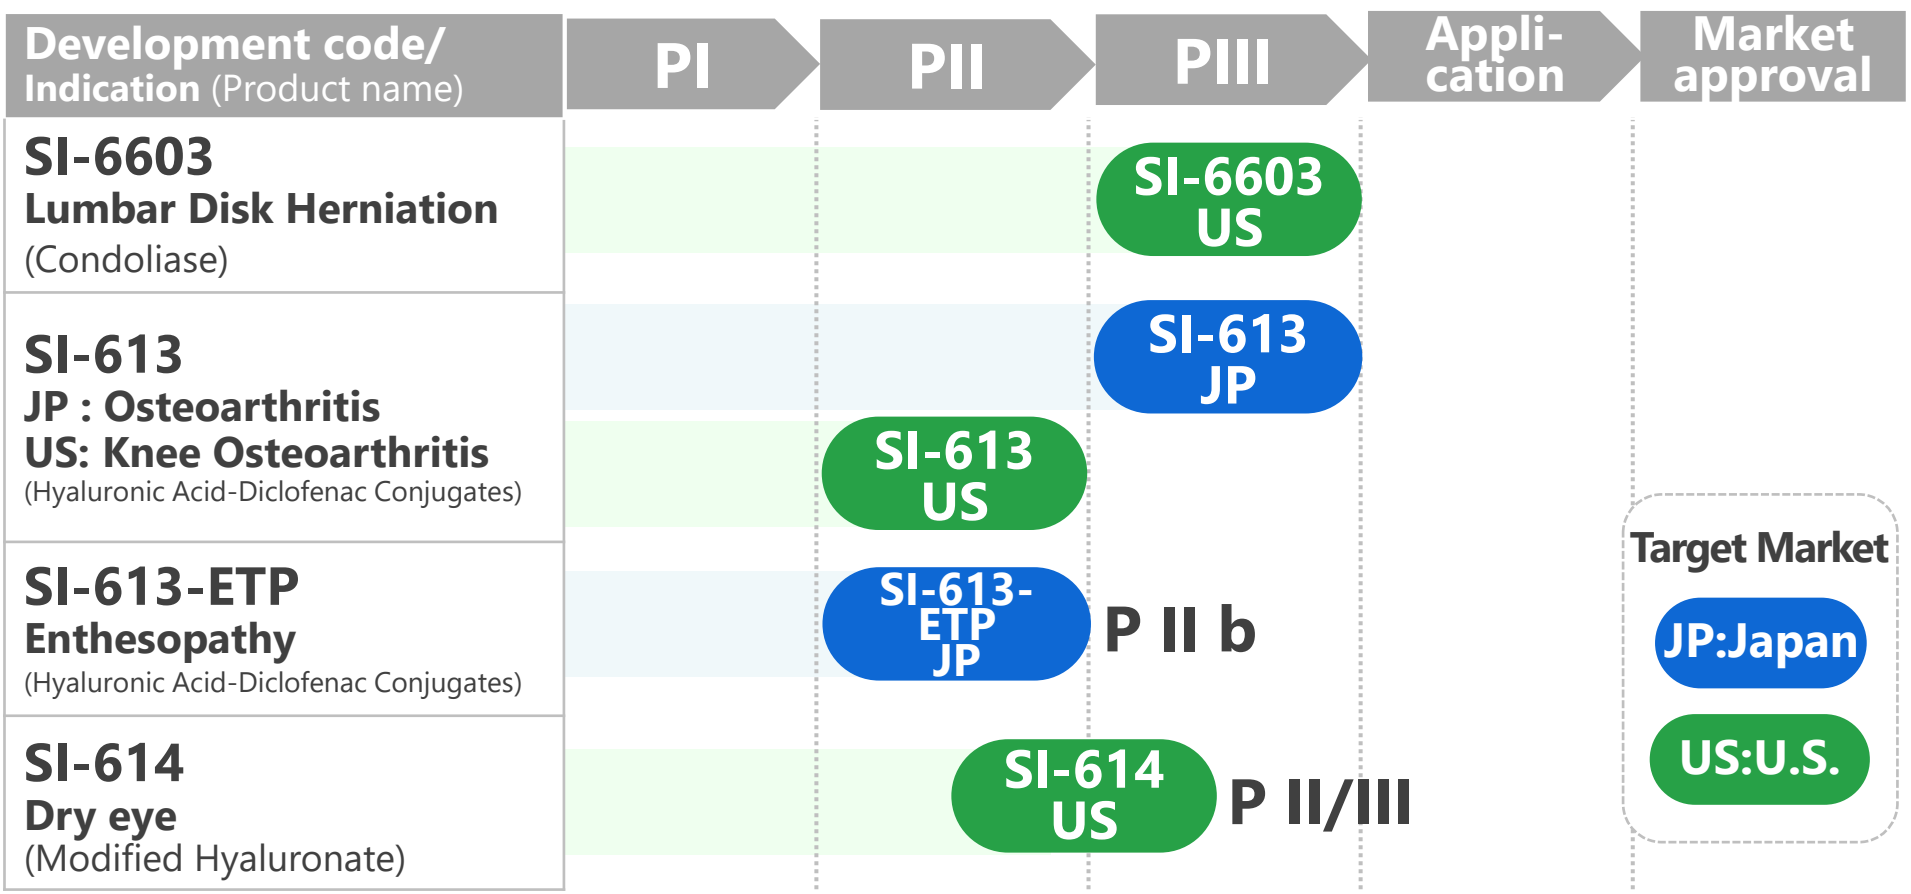 Development code/
Indication (Product name)
PI
PII
PIII
Appli-
cation
Market
approval
SI-6603
Lumbar Disk Herniation
(Condoliase)
SI-6603
US
SI-613
JP : Osteoarthritis
US: Knee Osteoarthritis
(Hyaluronic Acid-Diclofenac Conjugates)
SI-613
JP
SI-613
US
SI-613-ETP
Enthesopathy
(Hyaluronic Acid-Diclofenac Conjugates)
SI-613-
ETP
JP
P II b
SI-614
Dry eye
(Modified Hyaluronate)
SI-614
US
P II/III
Target Market
JP:Japan
US:U.S.